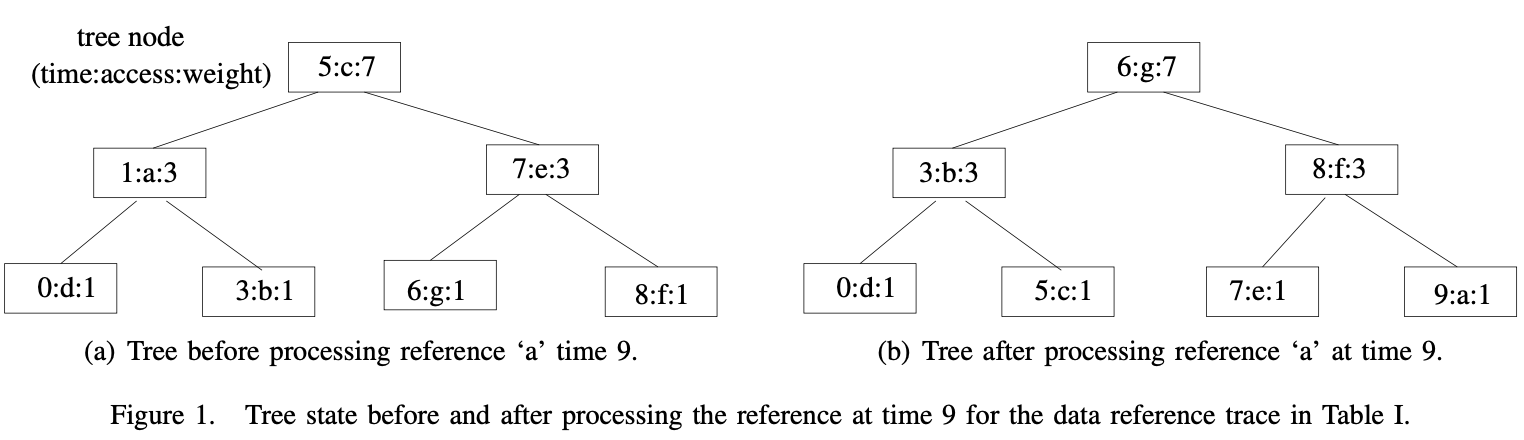 tree node
(time:access:weight)
5:c:7
1:a:3
7:e:3
0:d:1
3:b:1
6:g:1
8:f:1
(a) Tree before processing reference ‘a’ time 9.
6:g:7
3:b:3
8:f:3
0:d:1
5:c:1
7:e:1
9:a:1
(b) Tree after processing reference ‘a’ at time 9.
Figure 1. Tree state before and after processing the reference at time 9 for the data reference trace in Table I.